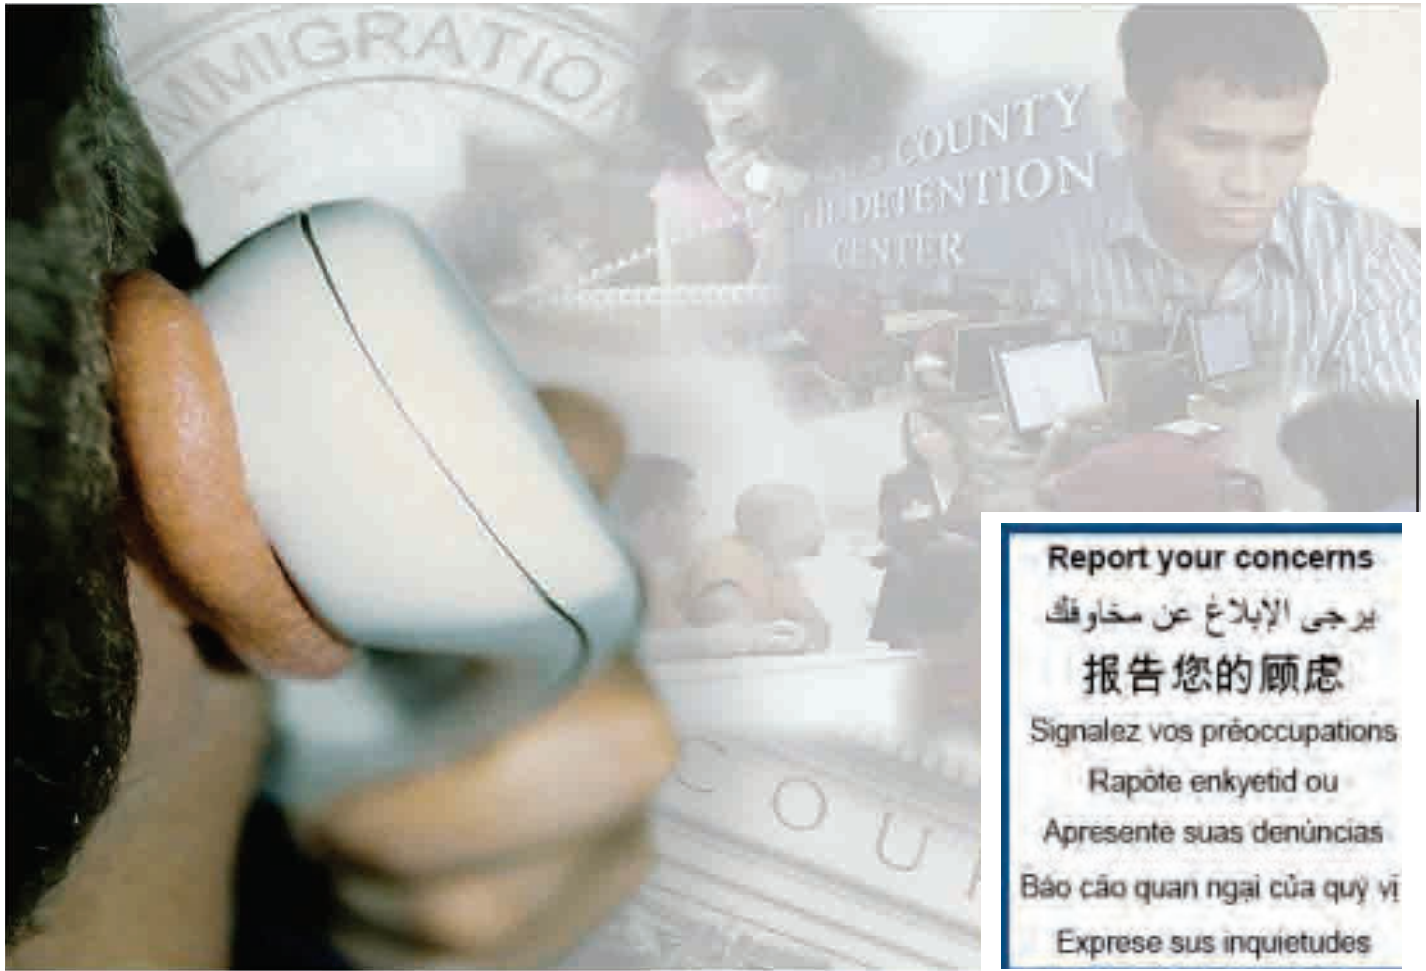 MMIGRATION
COUNTY
DETENTION
CENTER
COU
Report your concerns
يرجى الإبلاغ عن مخاوفك
报告您的顾虑
Signalez vos préoccupations
Rapòte enkyetid ou
Apresente suas denúncias
Báo cáo quan ngại của quý vị
Exprese sus inquietudes